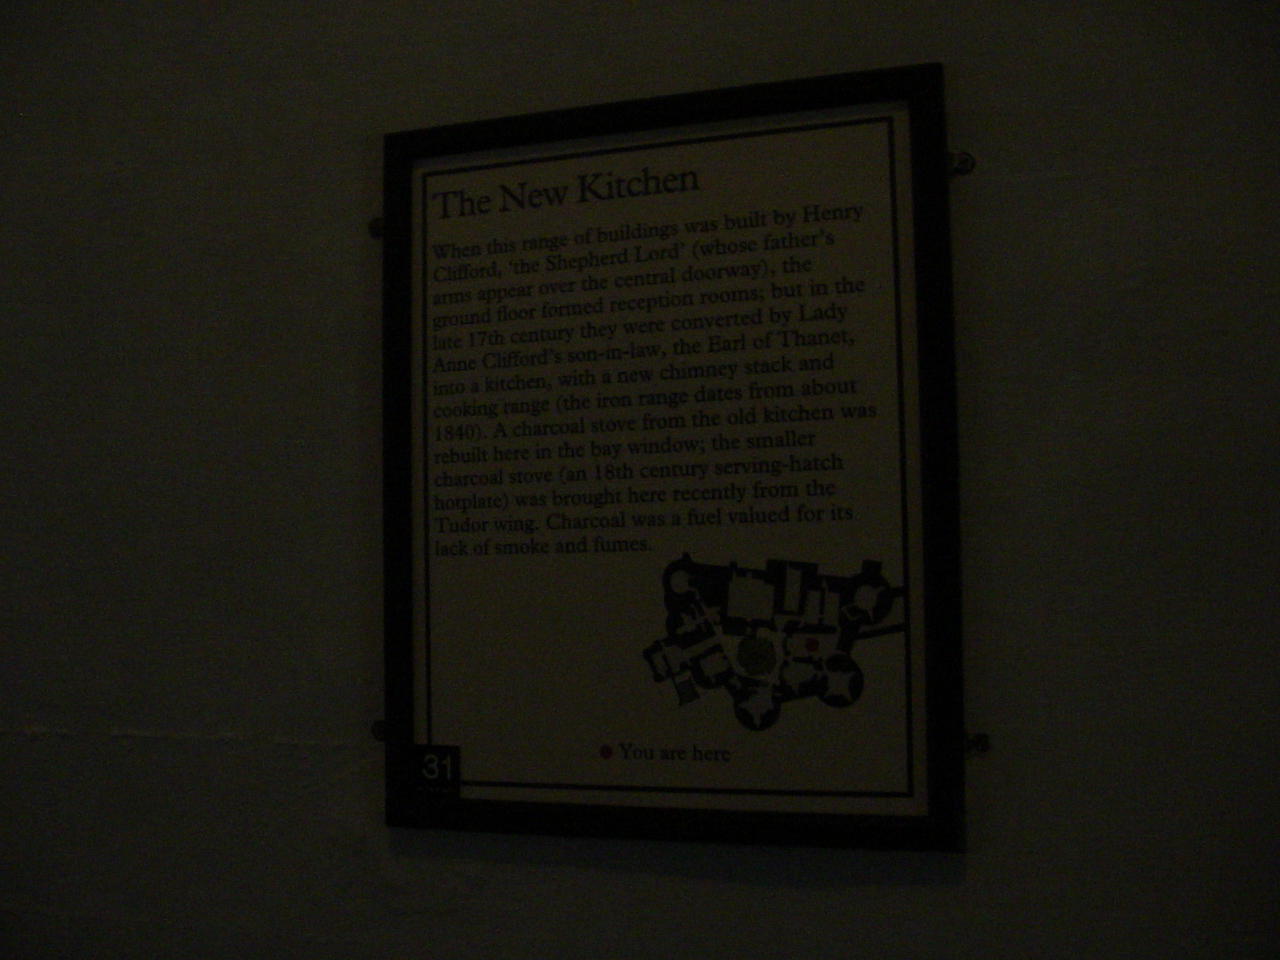 The New Kitchen
When this range of buildings was built by Henry
Clifford, 'the Shepherd Lord' (whose father's
arms appear over the central doorway), the
ground floor formed reception rooms; but in the
late 17th century they were converted by Lady
Anne Clifford's son-in-law, the Earl of Thanet,
into a kitchen, with a new chimney stack and
cooking range (the iron range dates from about
1840). A charcoal stove from the old kitchen was
rebuilt here in the bay window; the smaller
charcoal stove (an 18th century serving-hatch
hotplate) was brought here recently from the
Tudor wing. Charcoal was a fuel valued for its
lack of smoke and fumes.
You are here
31